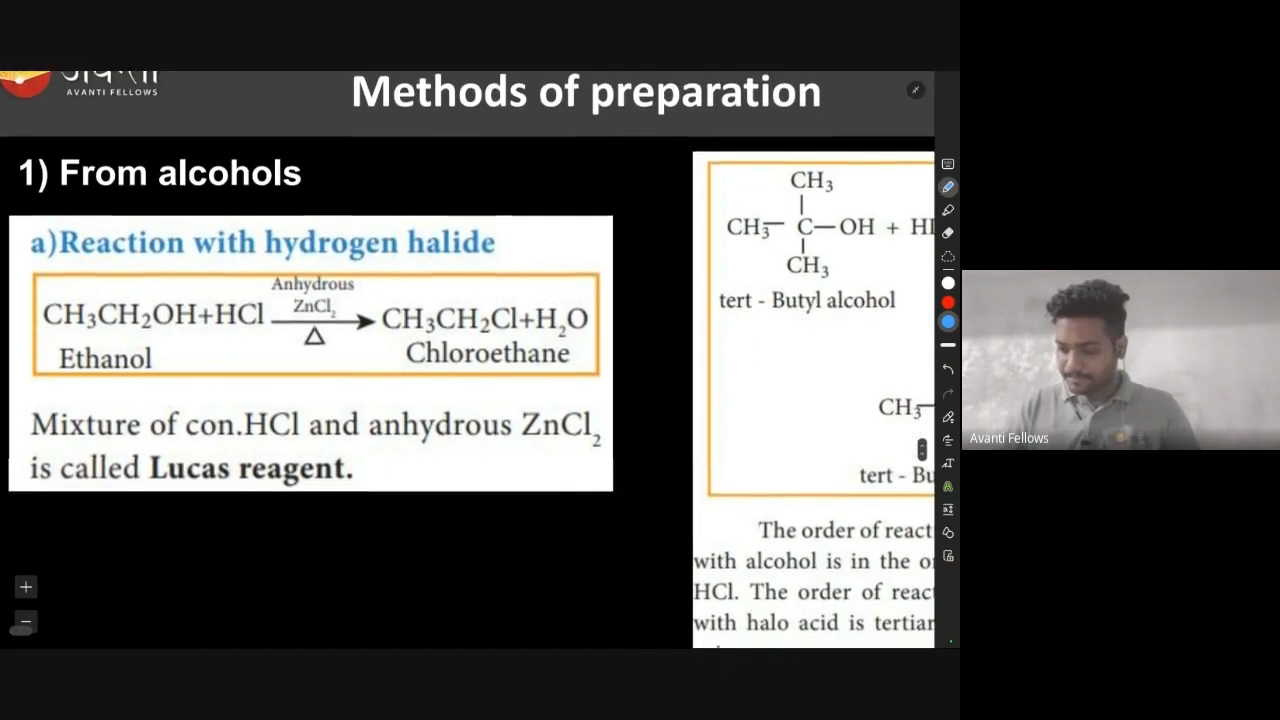 अवन्ती
AVANTI FELLOWS
Methods of preparation
1) From alcohols
a)Reaction with hydrogen halide
Anhydrous
ZnCl₂
CH₃CH₂OH+HCl → CH₃CH₂Cl+H₂O
Δ
Ethanol Chloroethane
Mixture of con.HCl and anhydrous ZnCl₂
is called Lucas reagent.
CH₃
CH₃— C—OH + HI
CH₃
tert - Butyl alcohol
CH₃—
tert - Bu
The order of react
with alcohol is in the o
HCl. The order of reac
with halo acid is tertiar
Avanti Fellows